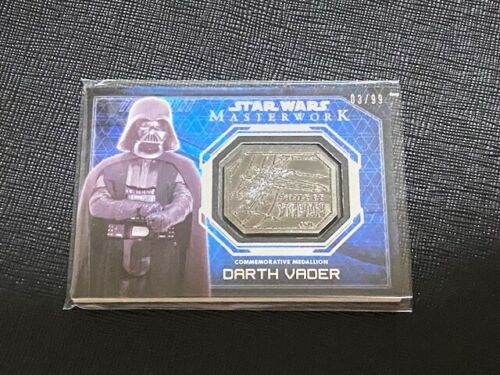 03/99
STAR WARS
MASTERWORK
COMMEMORATIVE MEDALLION
DARTH VADER